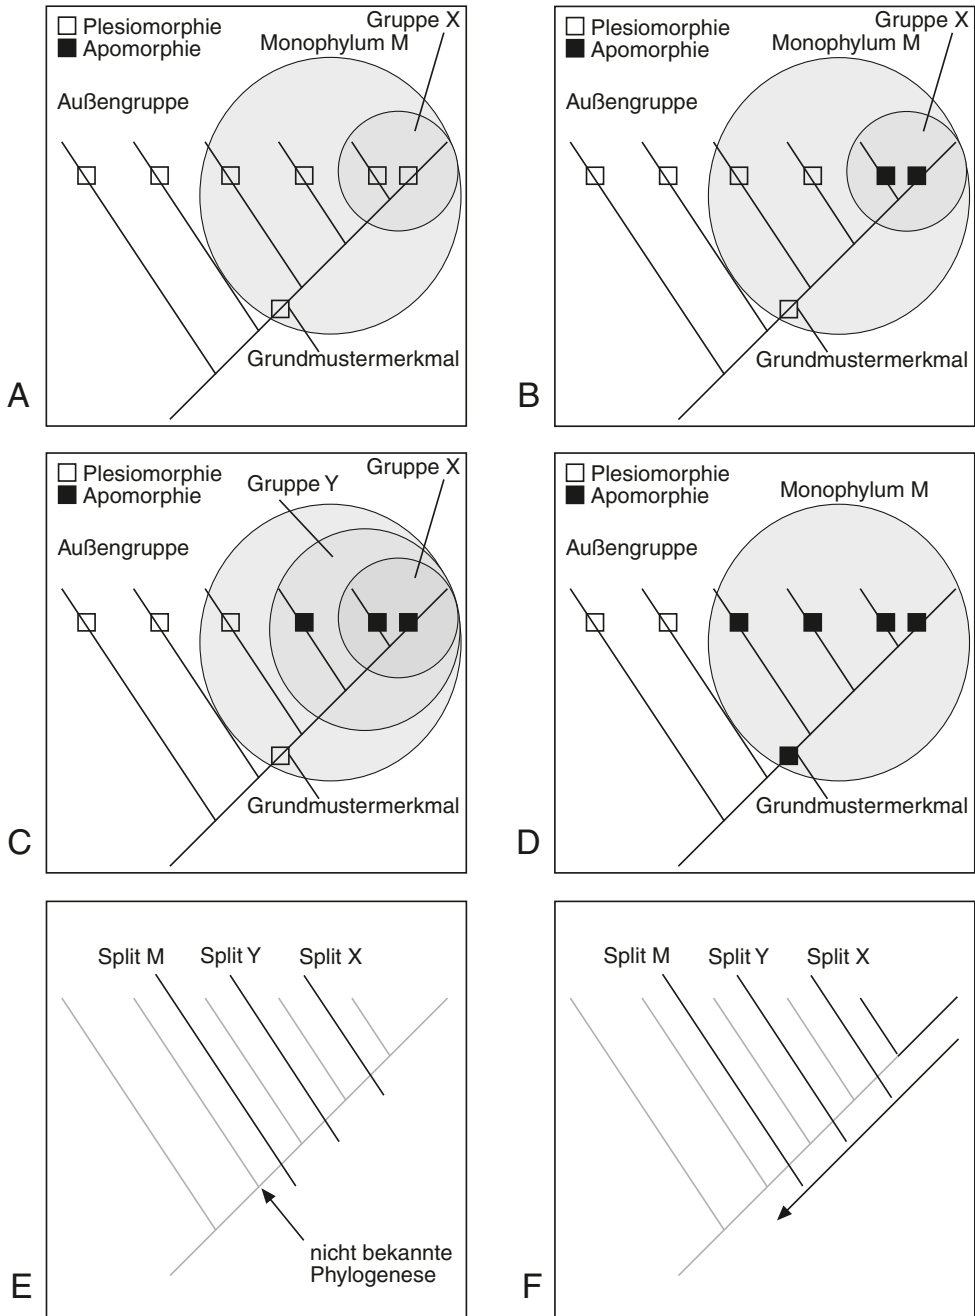 Plesiomorphie
Apomorphie
Gruppe X
Monophylum M
Außengruppe
Grundmustermerkmal
A
Plesiomorphie
Apomorphie
Gruppe X
Monophylum M
Außengruppe
Grundmustermerkmal
B
Plesiomorphie
Apomorphie
Gruppe X
Gruppe Y
Außengruppe
Grundmustermerkmal
C
Plesiomorphie
Apomorphie
Monophylum M
Außengruppe
Grundmustermerkmal
D
Split M
Split Y
Split X
nicht bekannte
Phylogenese
E
Split M
Split Y
Split X
F